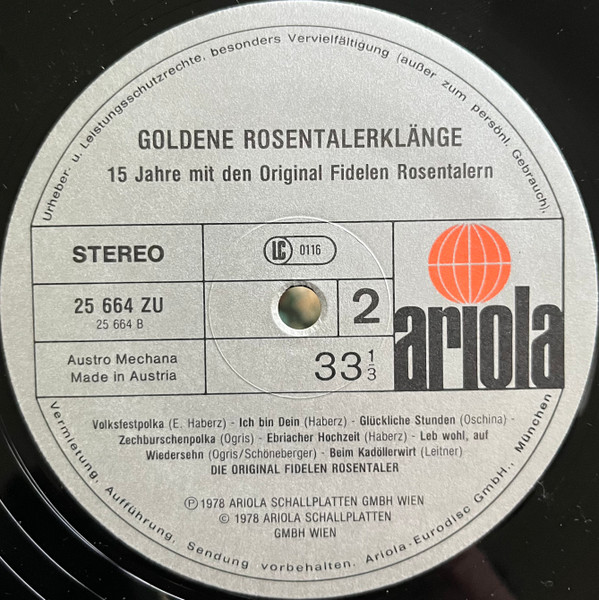 Urheber- u. Leistungsschutzrechte, besonders Vervielfältigung (außer zum persönl. Gebrauch),
GOLDENE ROSENTALERKLÄNGE
15 Jahre mit den Original Fidelen Rosentalern
STEREO
LC 0116
25 664 ZU
25 664 B
2
ariola
Austro Mechana
Made in Austria
33 1/3
Volksfestpolka (E. Haberz) - Ich bin Dein (Haberz) - Glückliche Stunden (Oschina) -
Zechburschenpolka (Ogris) - Ebriacher Hochzeit (Haberz) - Leb wohl, auf
Wiedersehn (Ogris/Schöneberger) - Beim Kadöllerwirt (Leitner)
DIE ORIGINAL FIDELEN ROSENTALER
Ⓟ 1978 ARIOLA SCHALLPLATTEN GMBH WIEN
© 1978 ARIOLA SCHALLPLATTEN
GMBH WIEN
Vermietung, Aufführung, Sendung vorbehalten. Ariola-Eurodisc GmbH., München